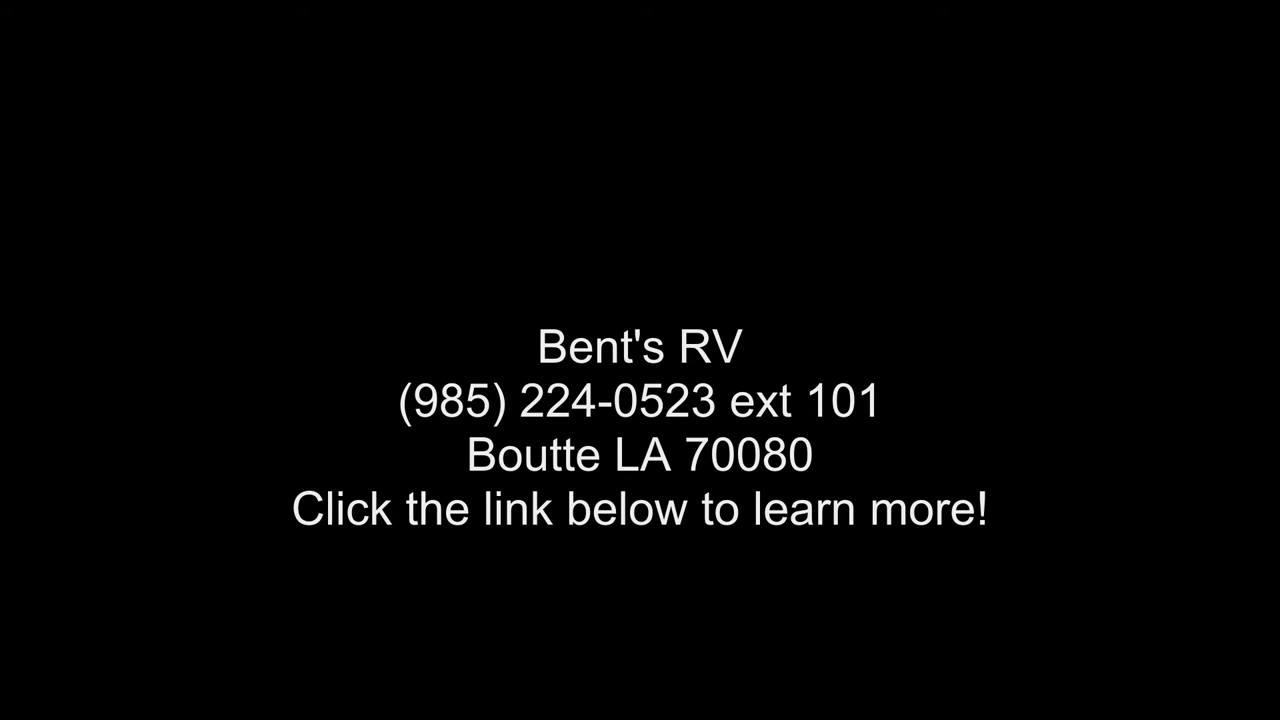 Bent's RV
(985) 224-0523 ext 101
Boutte LA 70080
Click the link below to learn more!